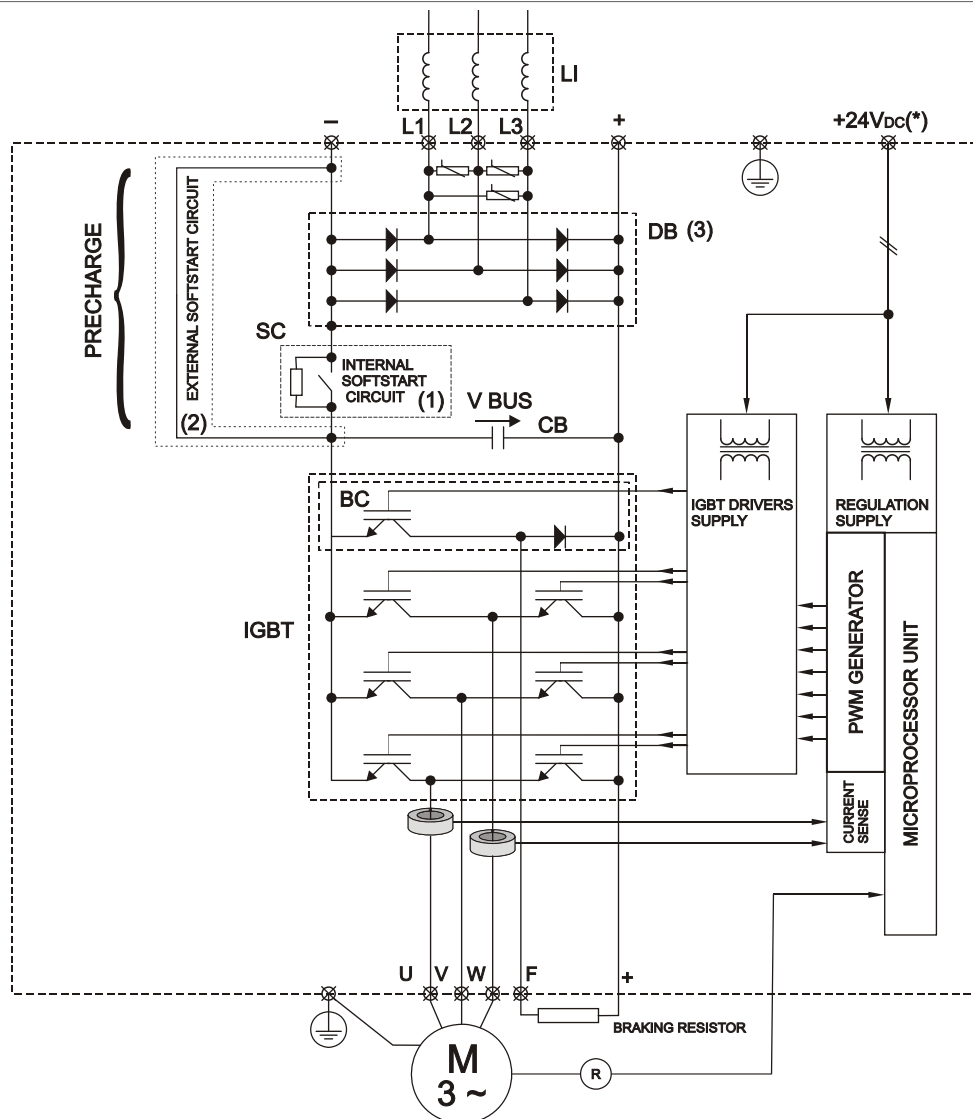 LI
–
L1
L2
L3
+
+24VDC(*)
PRECHARGE
EXTERNAL SOFTSTART CIRCUIT
(2)
DB (3)
SC
INTERNAL
SOFTSTART
CIRCUIT
(1)
V BUS
CB
BC
IGBT
IGBT DRIVERS
SUPPLY
REGULATION
SUPPLY
PWM GENERATOR
MICROPROCESSOR UNIT
CURRENT
SENSE
U
V
W
F
+
BRAKING RESISTOR
M
3 ~
R